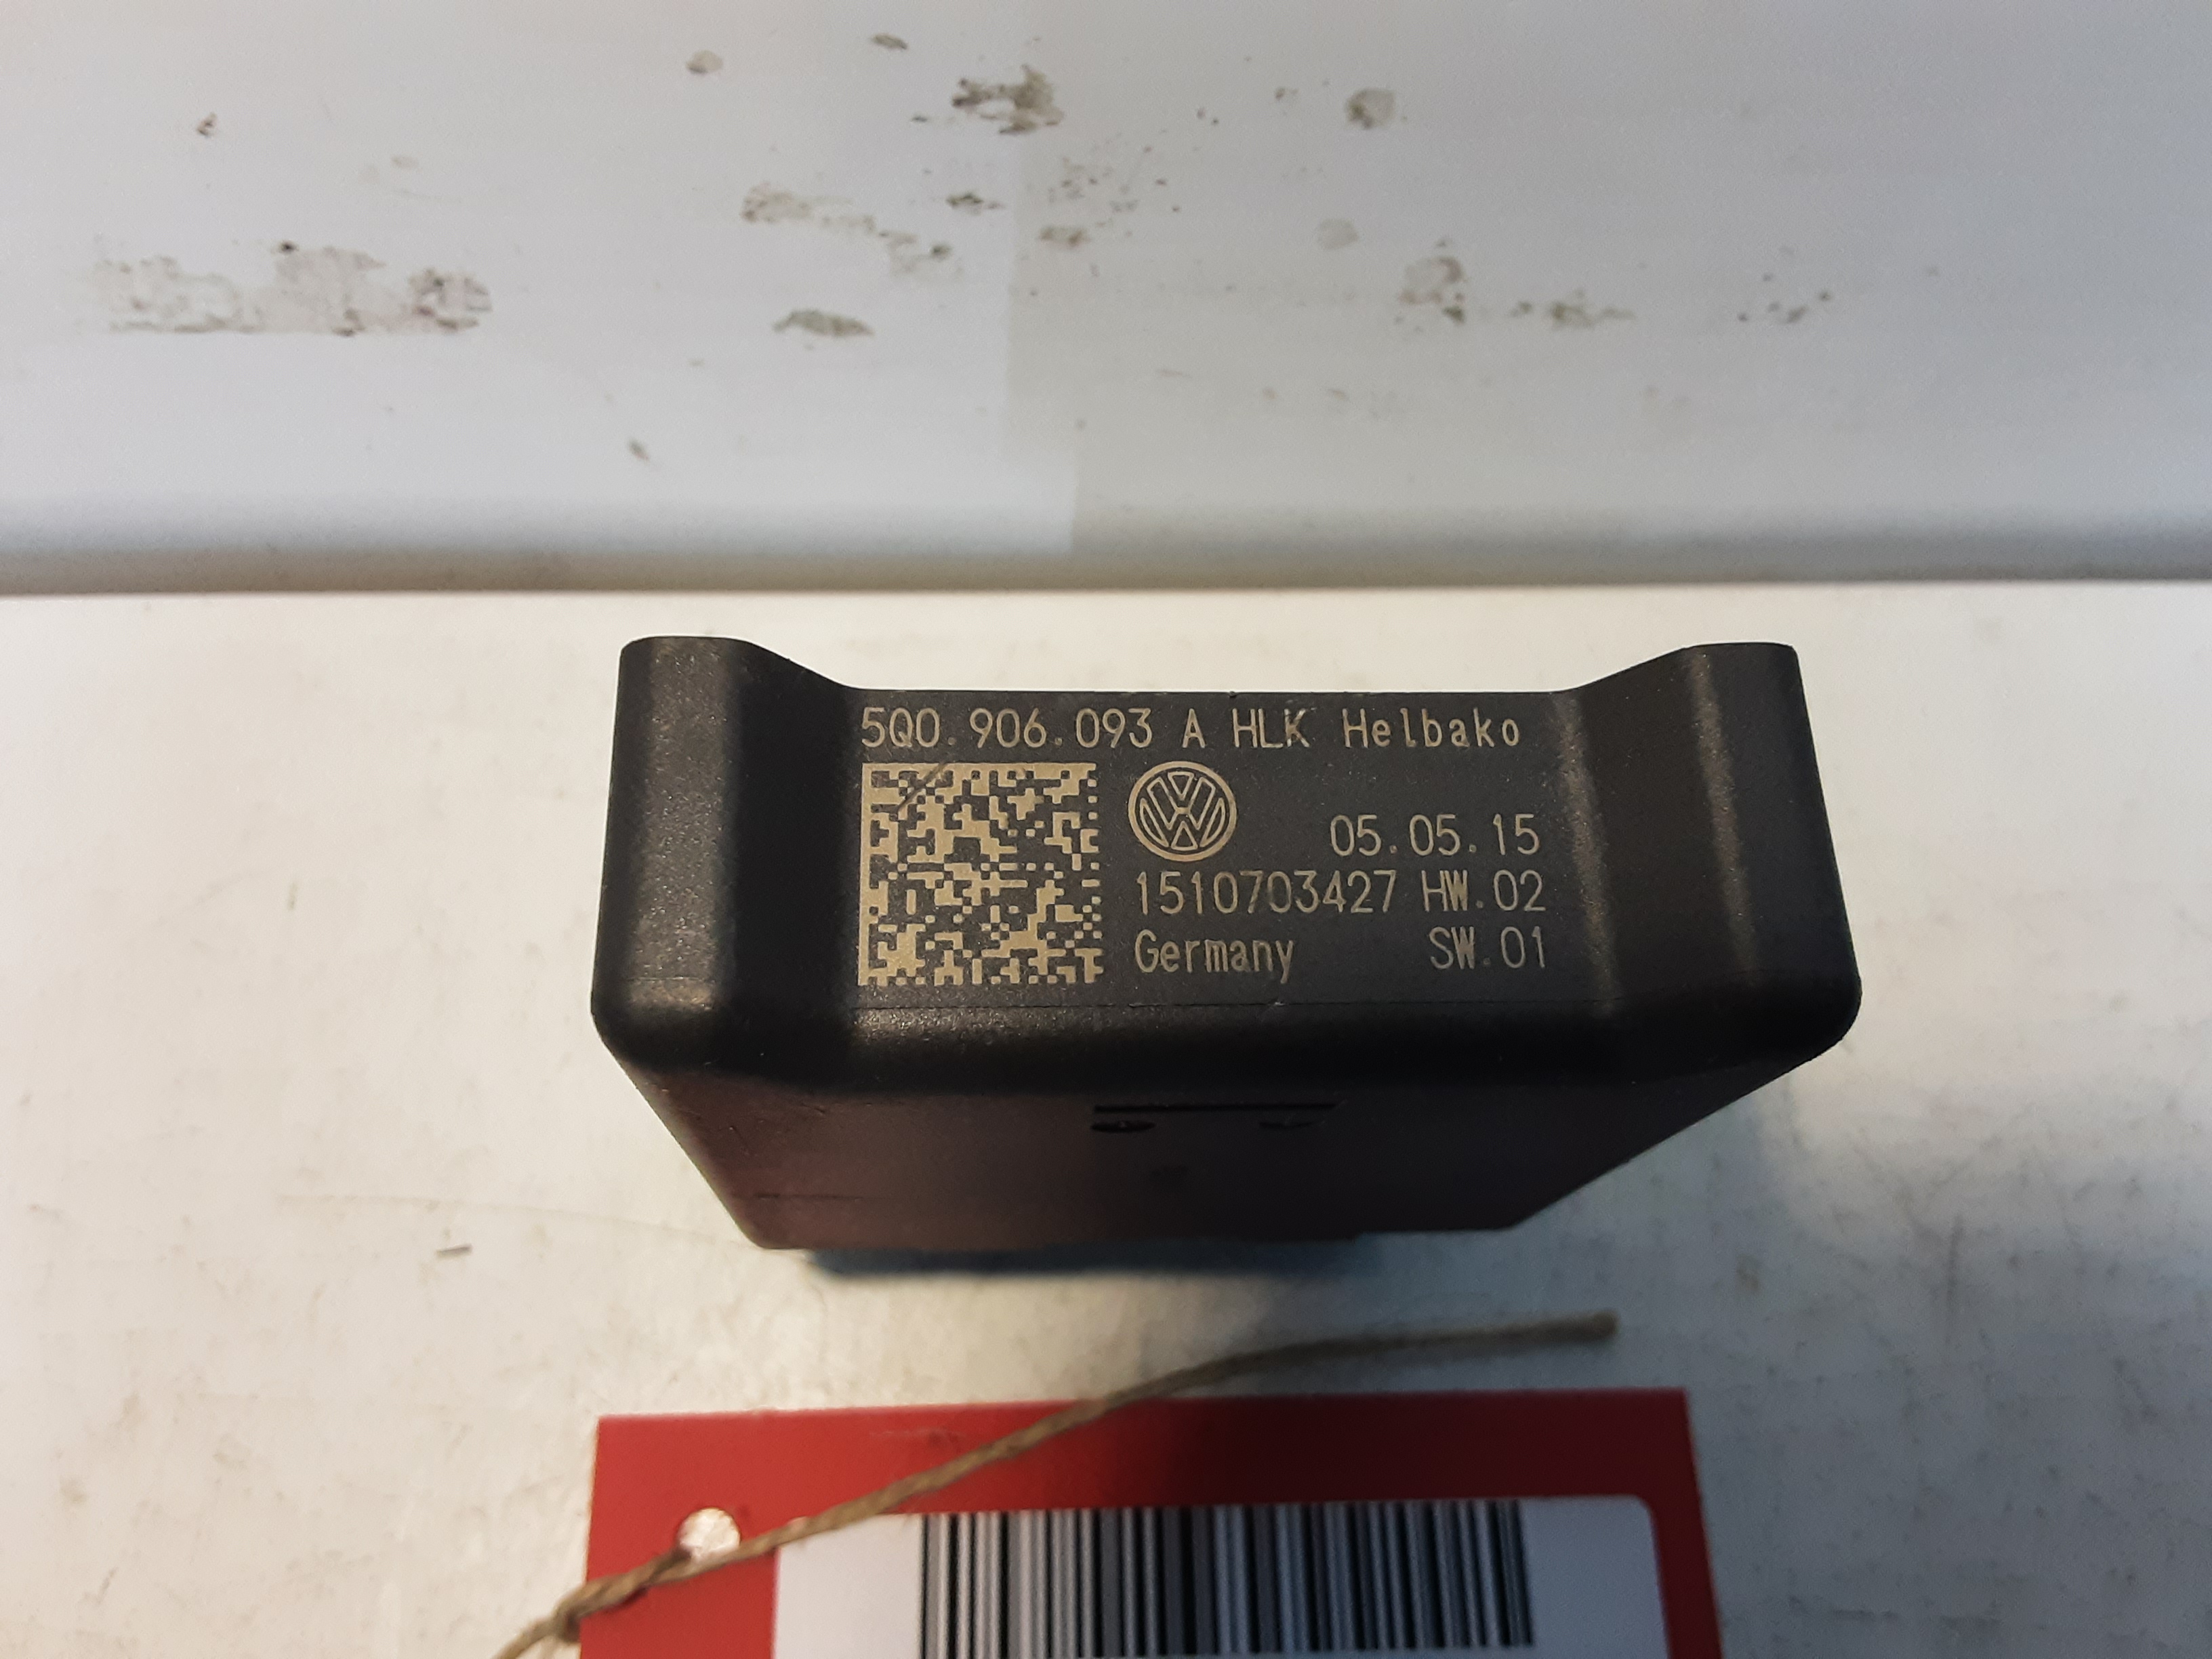 5Q0.906.093 A HLK Helbako
05.05.15
1510703427 HW.02
Germany SW.01